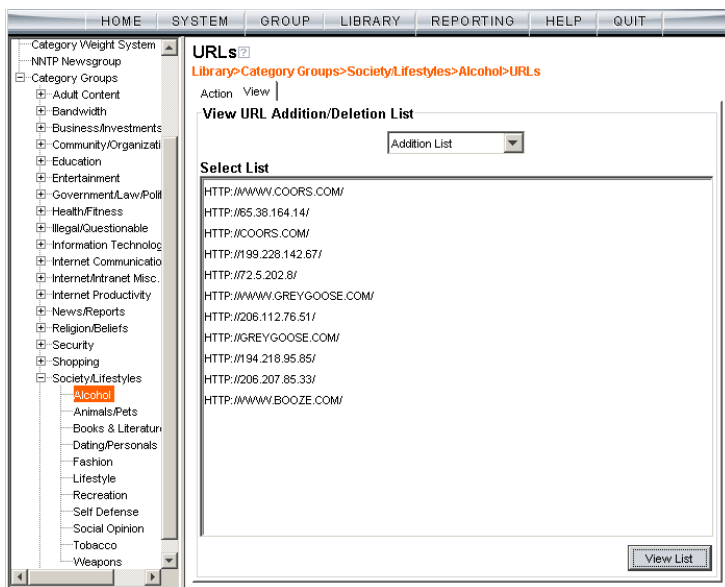 HOME SYSTEM GROUP LIBRARY REPORTING HELP QUIT
Category Weight System
NNTP Newsgroup
Category Groups
Adult Content
Bandwidth
Business/Investments
Community/Organizati
Education
Entertainment
Government/Law/Polit
Health/Fitness
Illegal/Questionable
Information Technolog
Internet Communicatio
Internet/Intranet Misc.
Internet Productivity
News/Reports
Religion/Beliefs
Security
Shopping
Society/Lifestyles
Alcohol
Animals/Pets
Books & Literatur
Dating/Personals
Fashion
Lifestyle
Recreation
Self Defense
Social Opinion
Tobacco
Weapons
URLs ?
Library>Category Groups>Society/Lifestyles>Alcohol>URLs
Action View
View URL Addition/Deletion List
Addition List
Select List
HTTP://WWW.COORS.COM/
HTTP://65.38.164.14/
HTTP://COORS.COM/
HTTP://199.228.142.67/
HTTP://72.5.202.8/
HTTP://WWW.GREYGOOSE.COM/
HTTP://206.112.76.51/
HTTP://GREYGOOSE.COM/
HTTP://194.218.95.85/
HTTP://206.207.85.33/
HTTP://WWW.BOOZE.COM/
View List